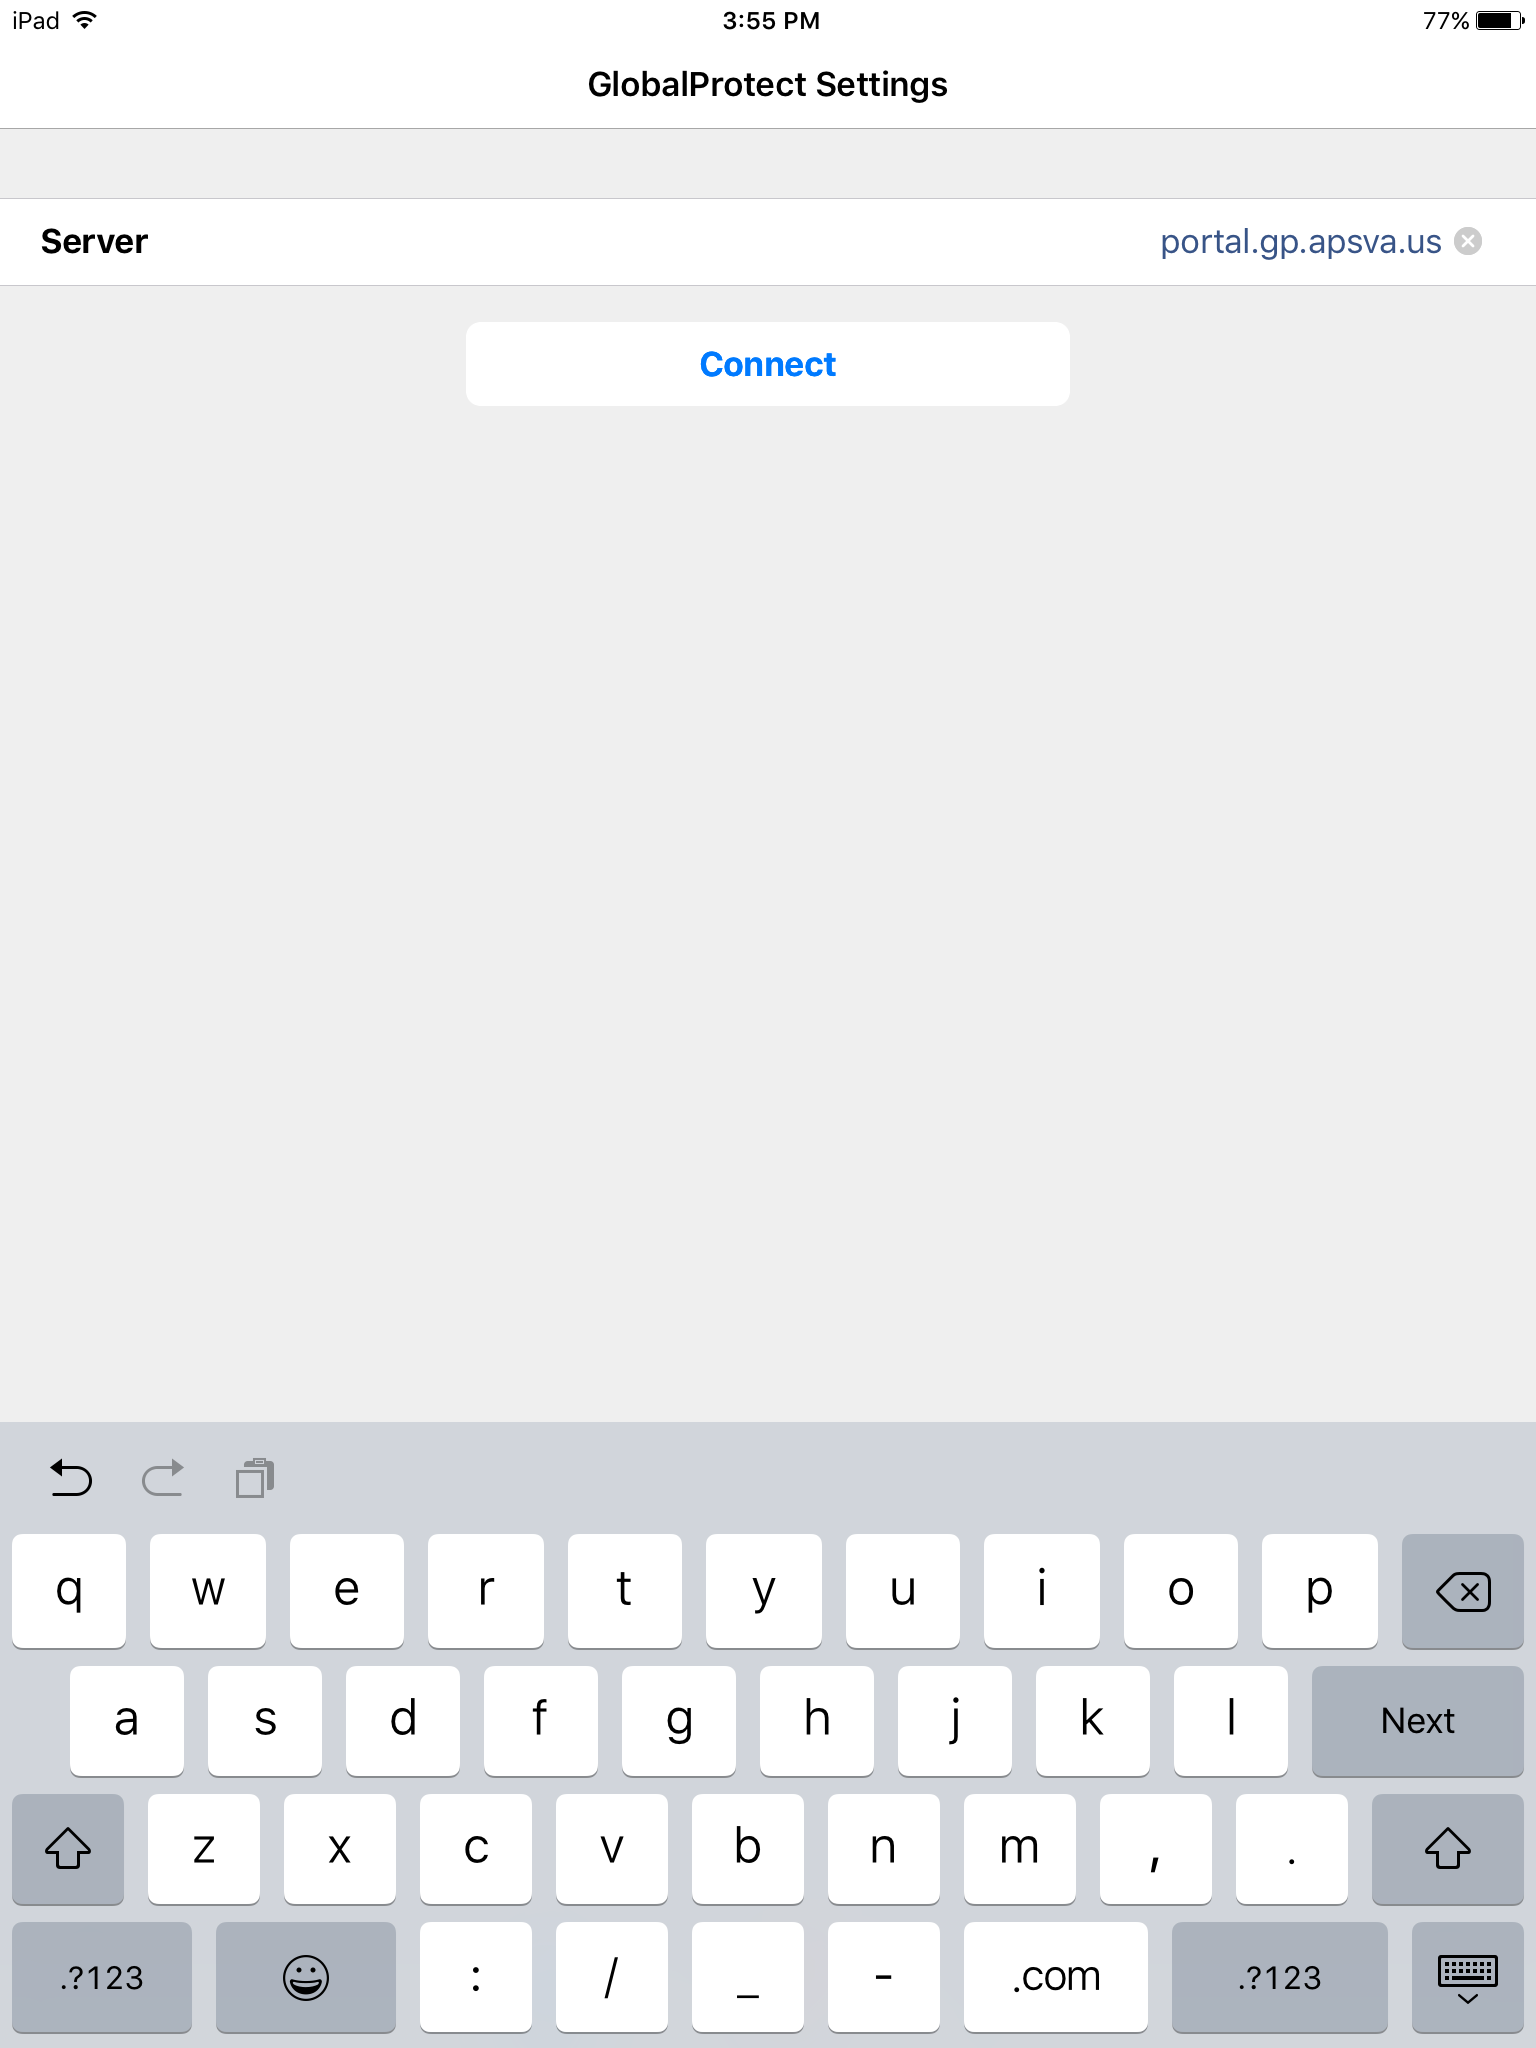 iPad 3:55 PM 77%
GlobalProtect Settings
Server portal.gp.apsva.us
Connect
q w e r t y u i o p
a s d f g h j k l Next
z x c v b n m , .
.?123 : / _ - .com .?123